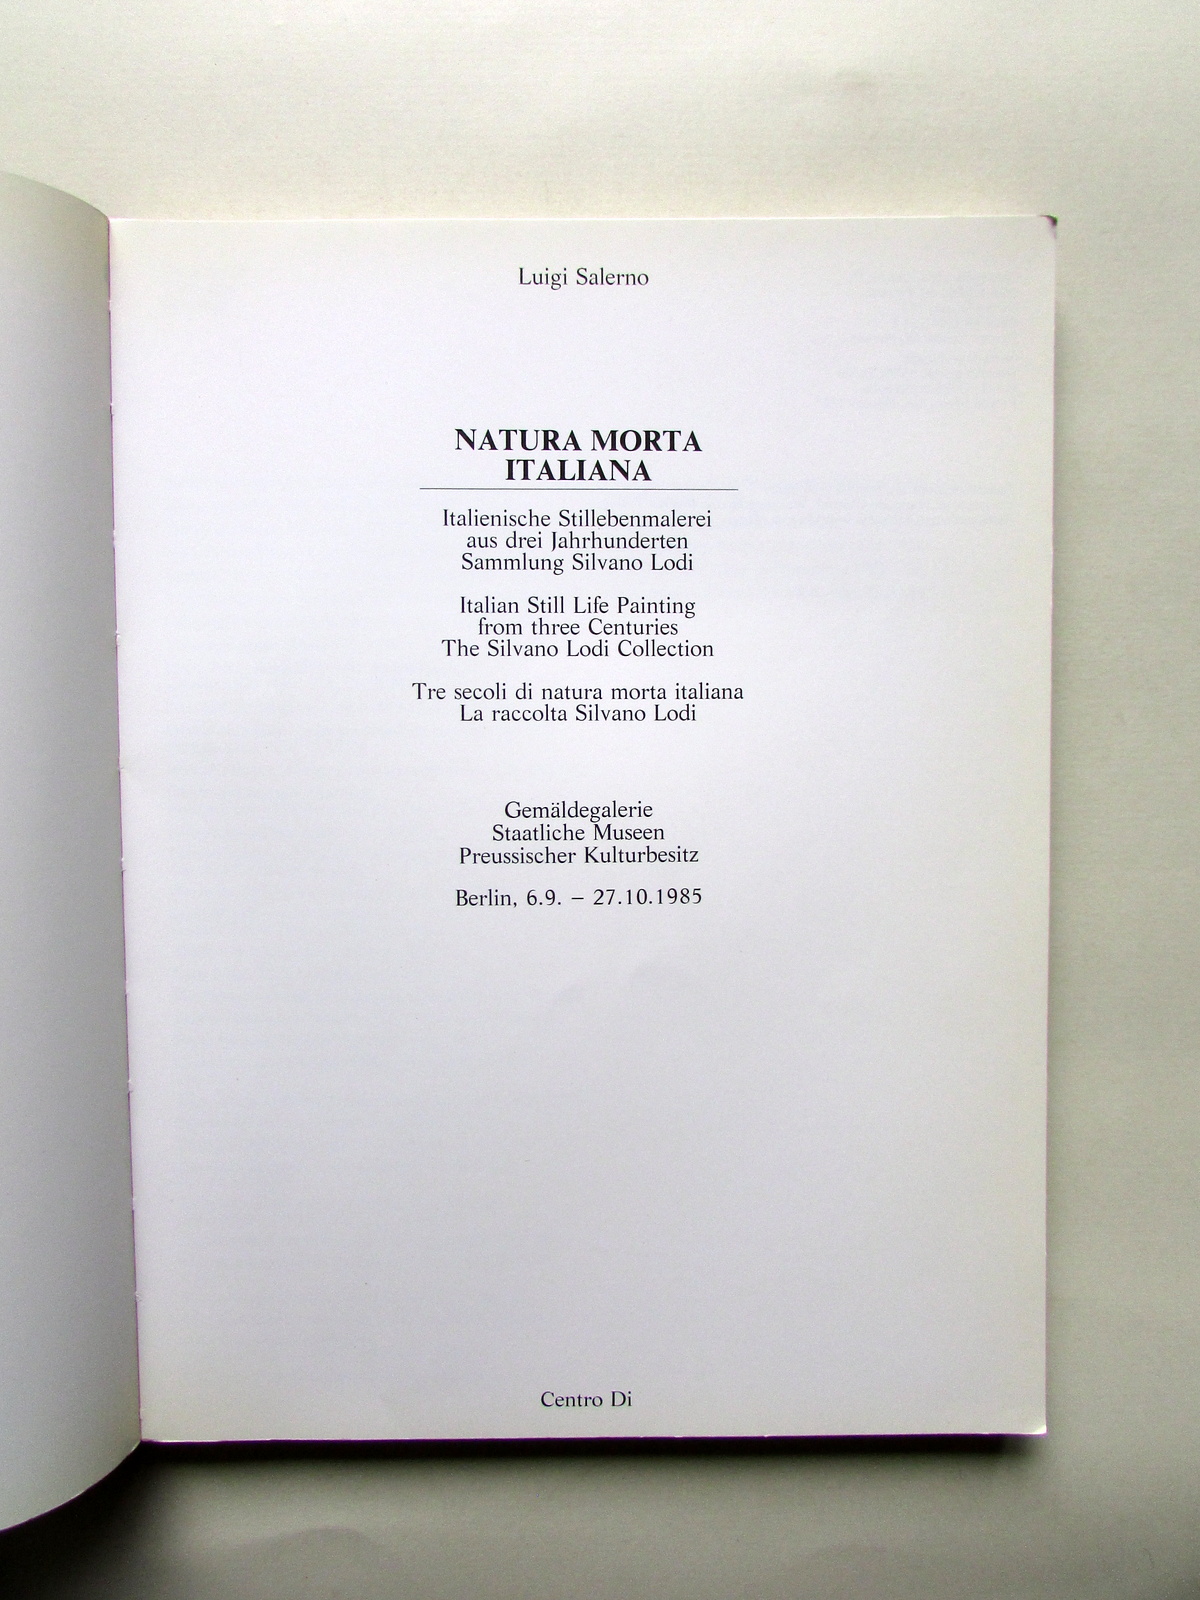 Luigi Salerno
NATURA MORTA
ITALIANA
Italienische Stillebenmalerei
aus drei Jahrhunderten
Sammlung Silvano Lodi
Italian Still Life Painting
from three Centuries
The Silvano Lodi Collection
Tre secoli di natura morta italiana
La raccolta Silvano Lodi
Gemäldegalerie
Staatliche Museen
Preussischer Kulturbesitz
Berlin, 6.9. – 27.10.1985
Centro Di